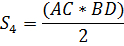 S₄ = (AC * BD) / 2